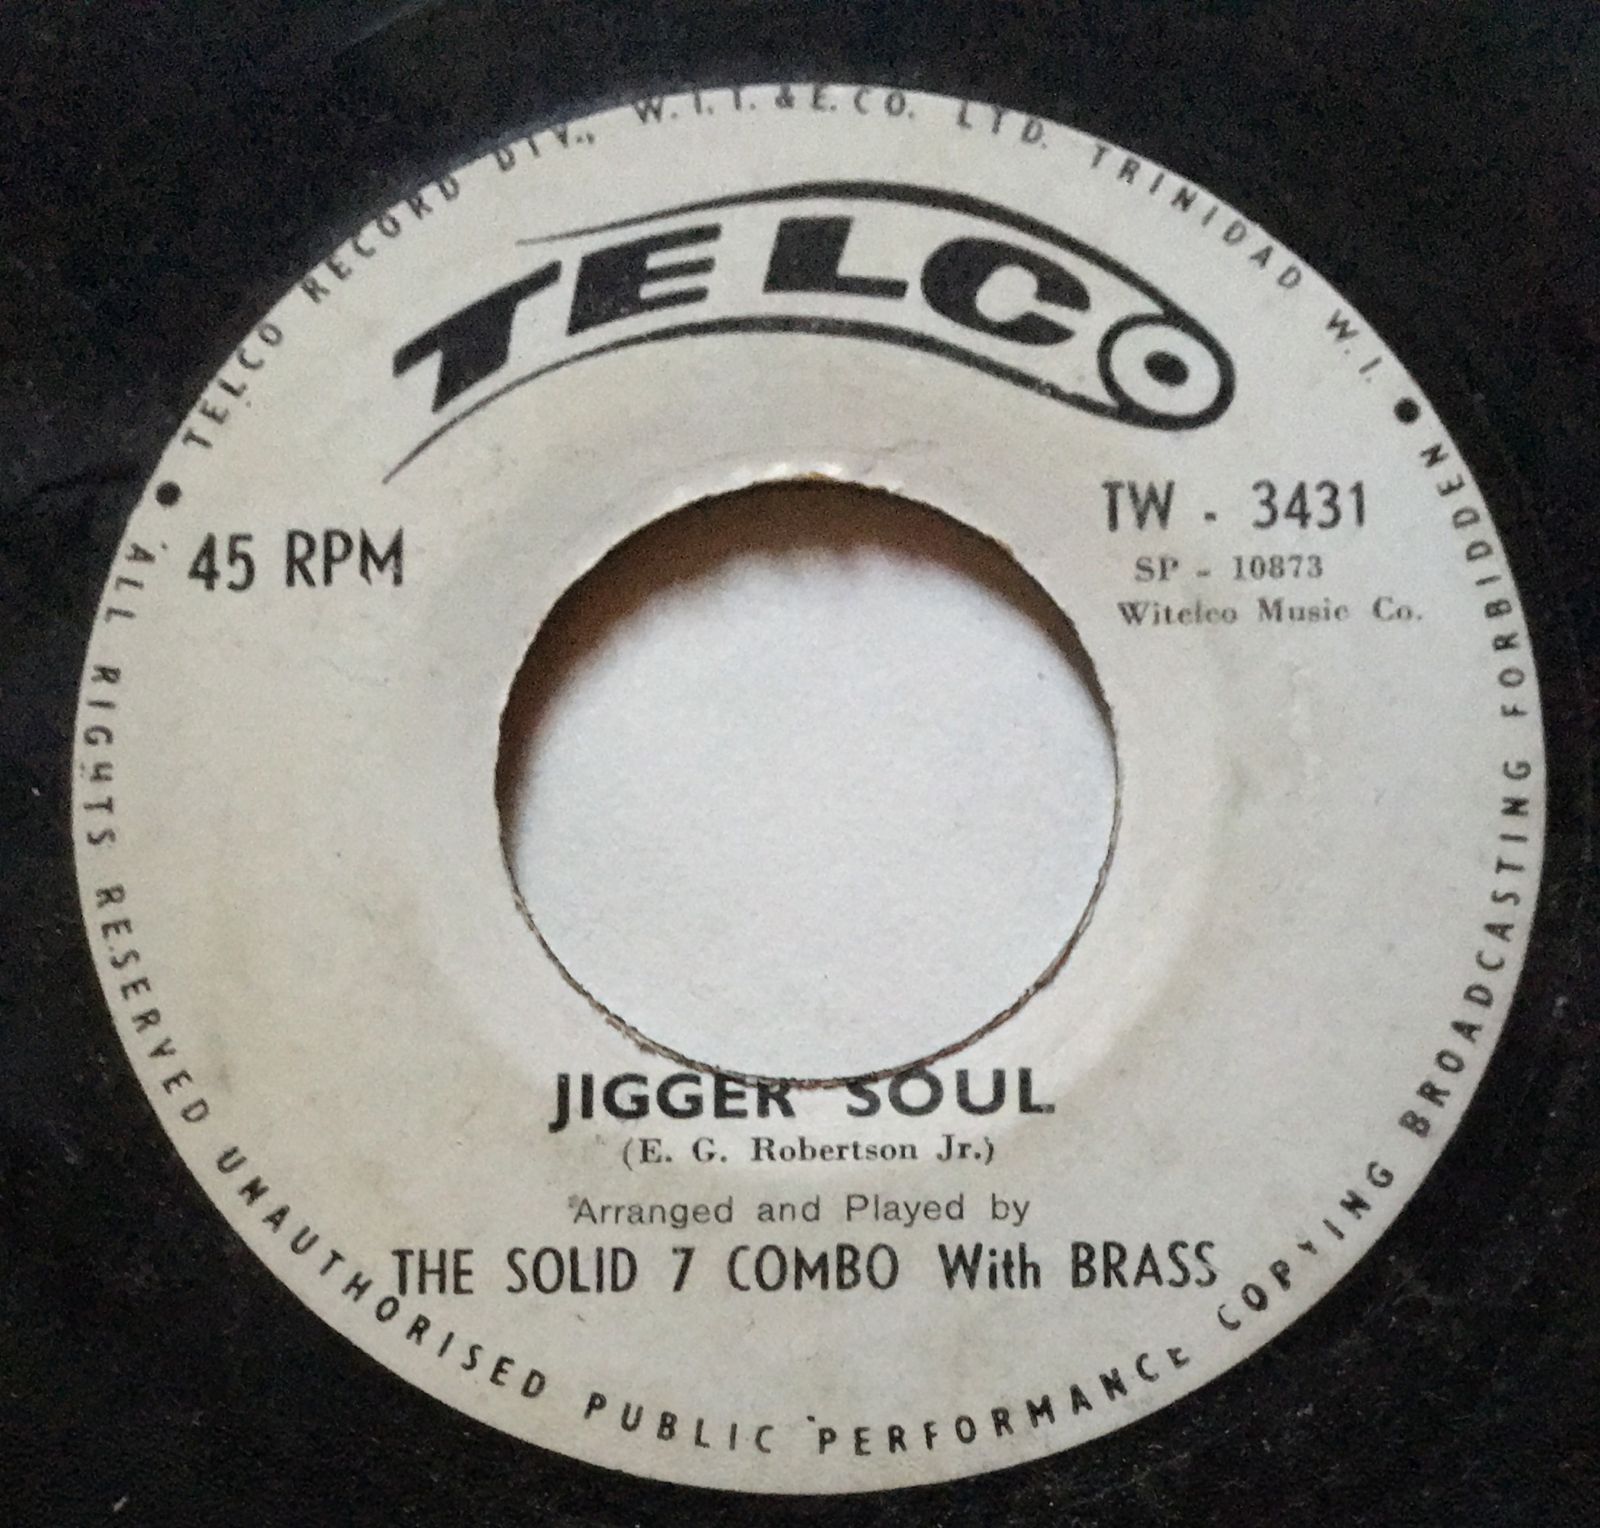 TELCO RECORD DIV., W.I.T. & E. CO. LTD. TRINIDAD W.I.
TELCO
45 RPM
TW - 3431
SP - 10873
Witelco Music Co.
JIGGER SOUL
(E. G. Robertson Jr.)
Arranged and Played by
THE SOLID 7 COMBO With BRASS
ALL RIGHTS RESERVED UNAUTHORISED PUBLIC PERFORMANCE COPYING BROADCASTING FORBIDDEN